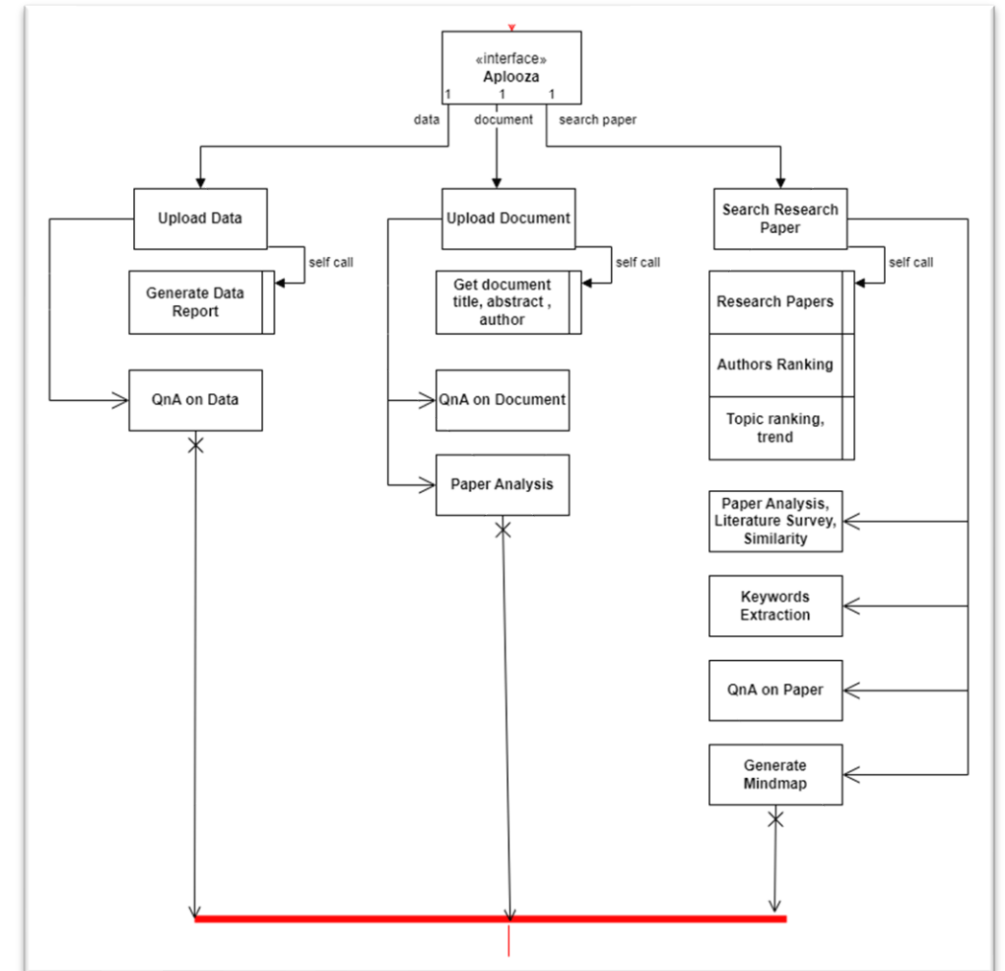 «interface»
Aplooza
1 1 1
data document search paper
Upload Data
self call
Generate Data
Report
QnA on Data
Upload Document
self call
Get document
title, abstract ,
author
QnA on Document
Paper Analysis
Search Research
Paper
self call
Research Papers
Authors Ranking
Topic ranking,
trend
Paper Analysis,
Literature Survey,
Similarity
Keywords
Extraction
QnA on Paper
Generate
Mindmap